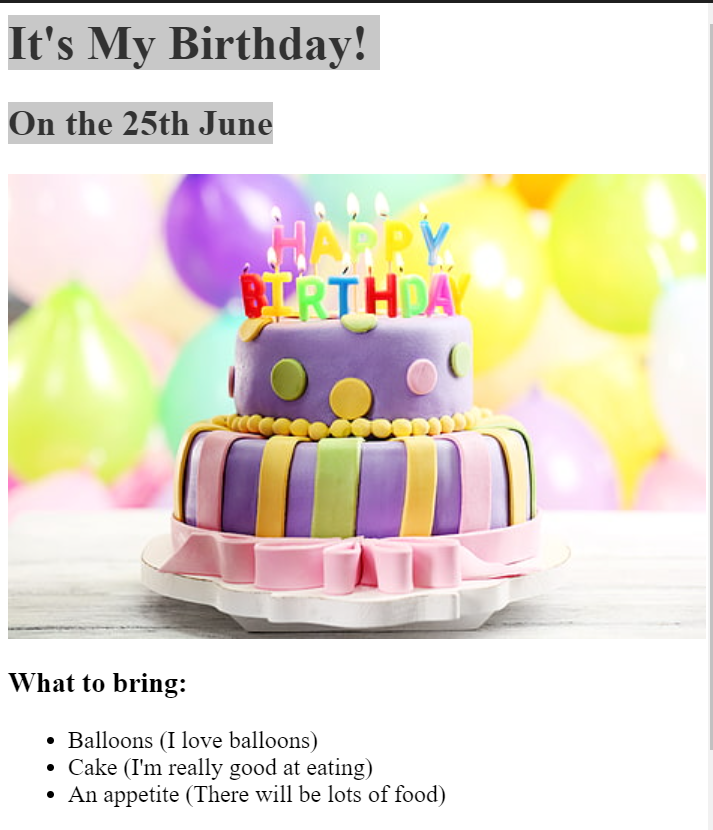 It's My Birthday!
On the 25th June
HAPPY
BIRTHDAY
What to bring:
Balloons (I love balloons)
Cake (I'm really good at eating)
An appetite (There will be lots of food)